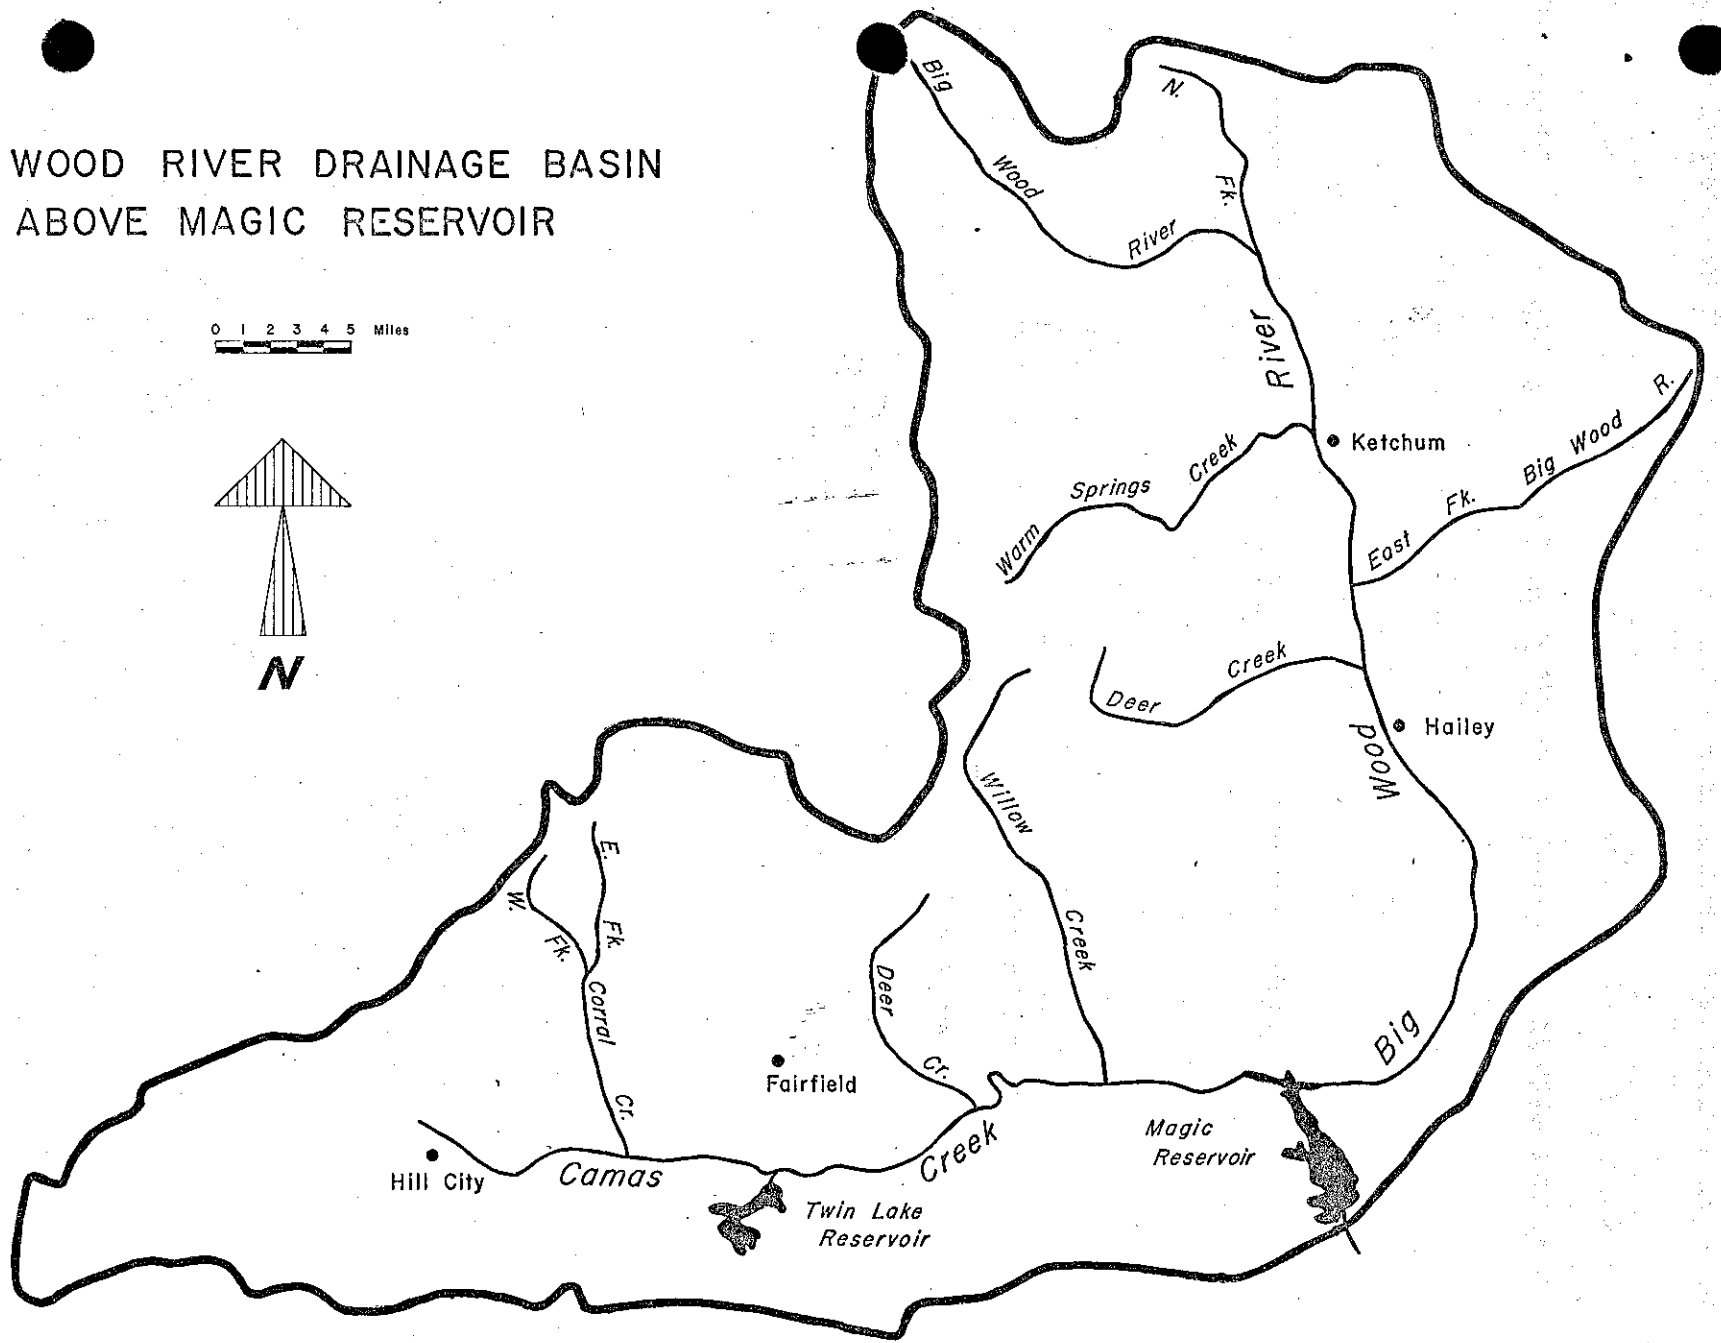 WOOD RIVER DRAINAGE BASIN
ABOVE MAGIC RESERVOIR
0 1 2 3 4 5 Miles
N
Big Wood River
N. Fk.
River
Ketchum
Warm Springs Creek
East Fk. Big Wood R.
Deer Creek
Hailey
Wood
Willow Creek
E. Fk.
W. Fk.
Corral Cr.
Deer Cr.
Big
Fairfield
Hill City
Camas Creek
Magic
Reservoir
Twin Lake
Reservoir